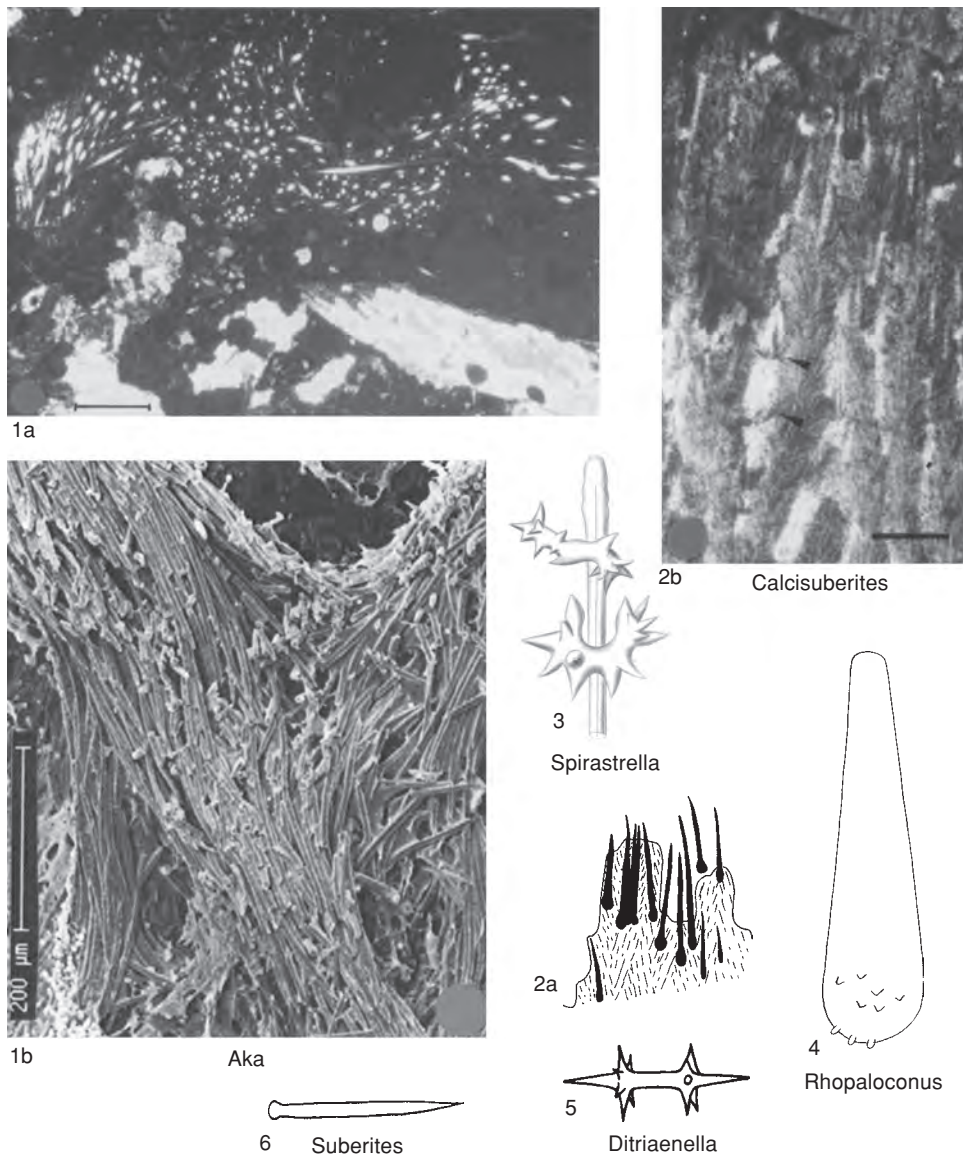 1a
2b
Calcisuberites
3
Spirastrella
200 µm
1b
Aka
2a
4
Rhopaloconus
5
Ditriaenella
6
Suberites